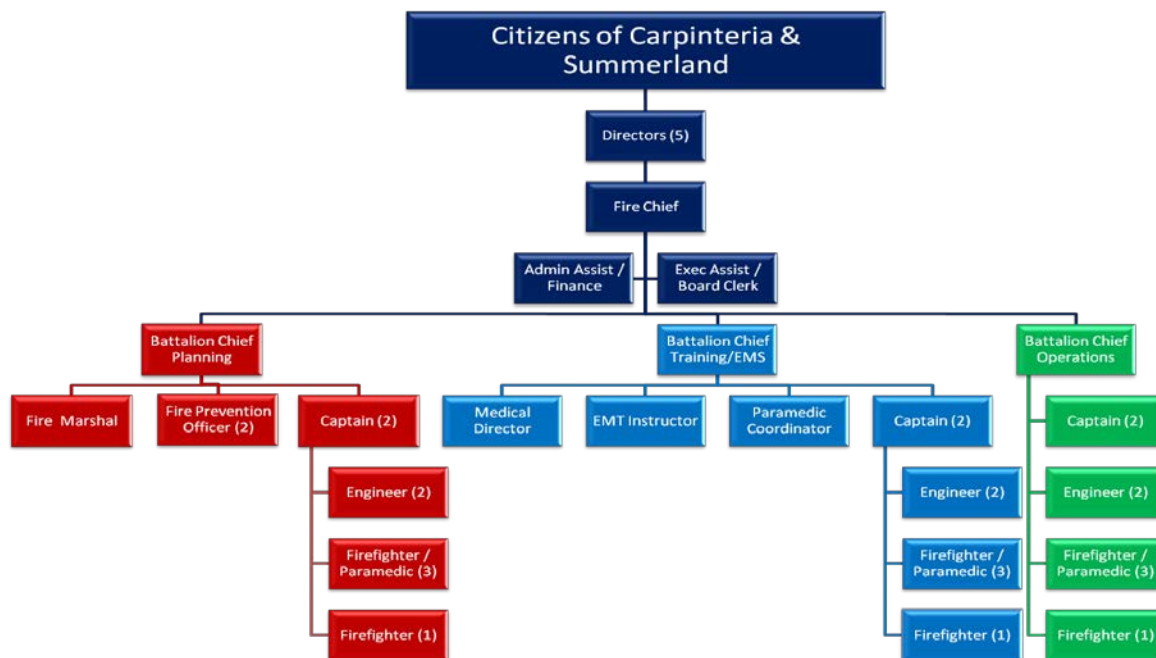 Citizens of Carpinteria &
Summerland
Directors (5)
Fire Chief
Admin Assist /
Finance
Exec Assist /
Board Clerk
Battalion Chief
Planning
Battalion Chief
Training/EMS
Battalion Chief
Operations
Fire Marshal
Fire Prevention
Officer (2)
Captain (2)
Medical
Director
EMT Instructor
Paramedic
Coordinator
Captain (2)
Captain (2)
Engineer (2)
Engineer (2)
Engineer (2)
Firefighter /
Paramedic (3)
Firefighter /
Paramedic (3)
Firefighter /
Paramedic (3)
Firefighter (1)
Firefighter (1)
Firefighter (1)